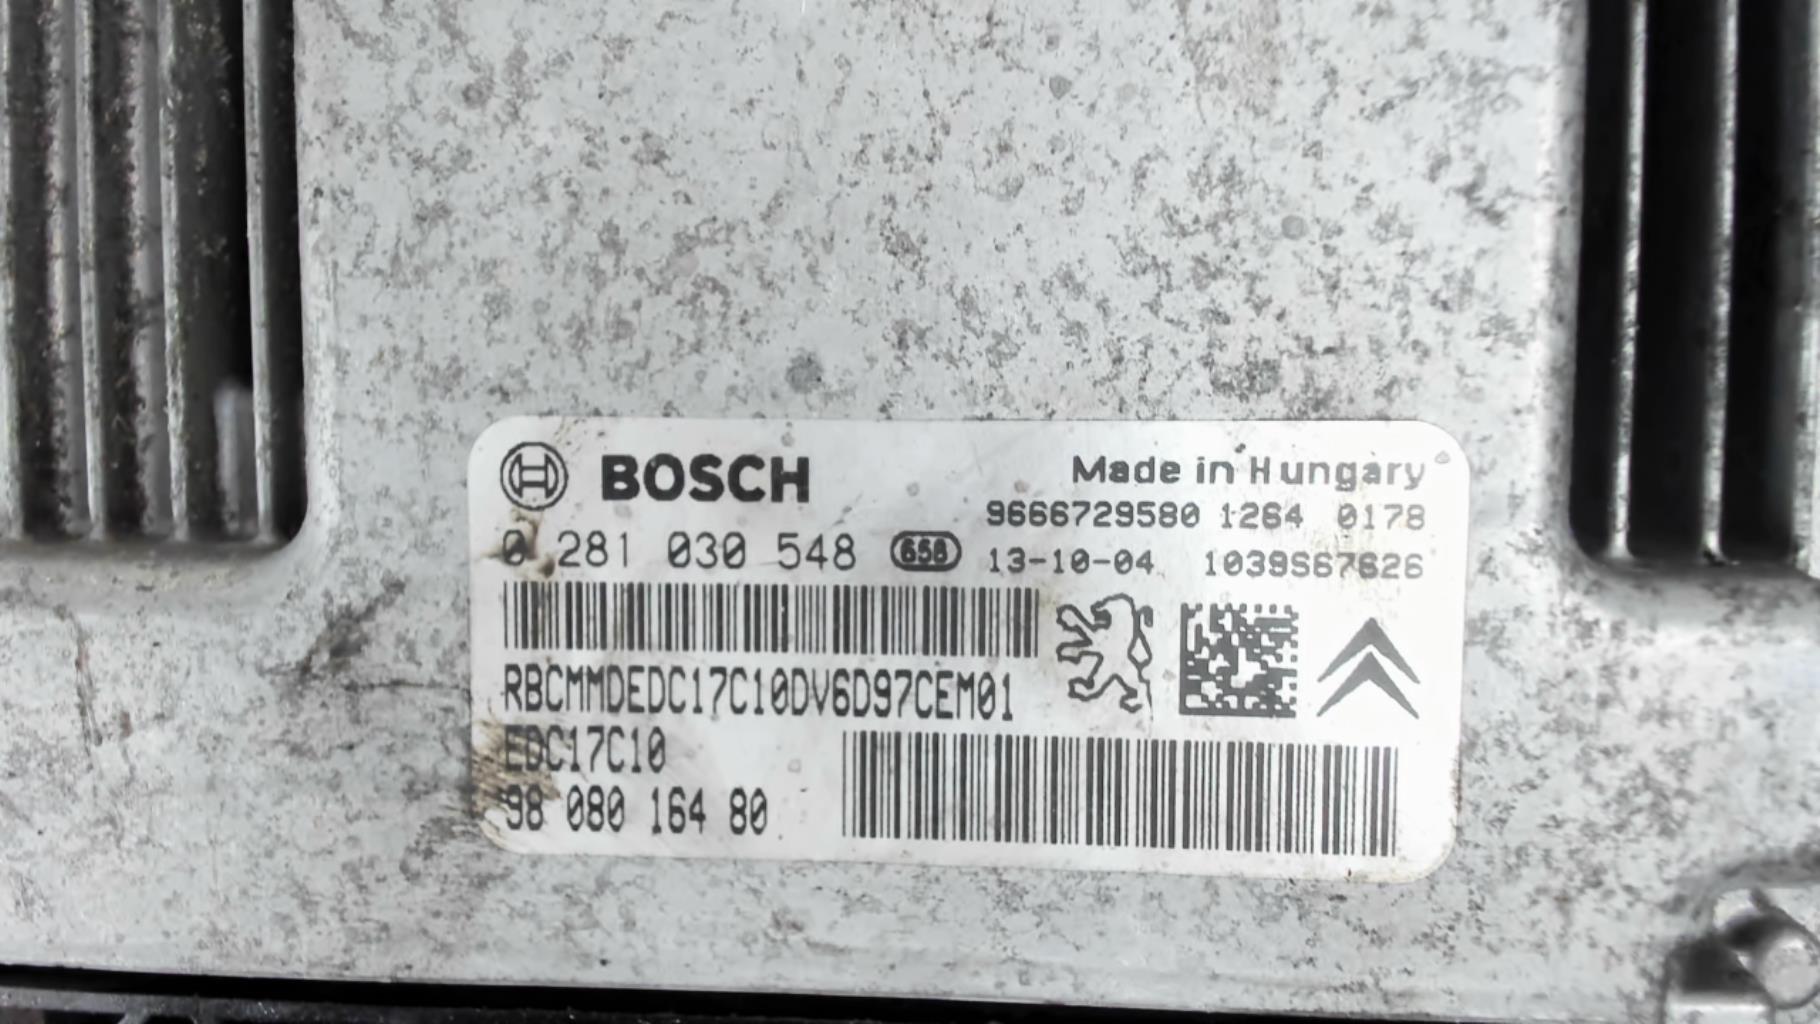 BOSCH
Made in Hungary
9666729580 1264 0178
0 281 030 548 656 13-10-04 1039S67626
RBCMMDEDC17C10DV6D97CEM01
EDC17C10
98 080 164 80